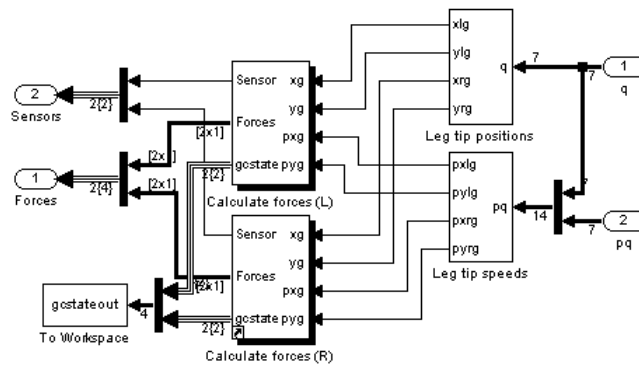 xlg
ylg
xrg
yrg
q
7
7
1
q
Leg tip positions
Sensor
Forces
gcstate
xg
yg
pxg
pyg
[2x1]
2{2}
Calculate forces (L)
2
Sensors
2{2}
1
Forces
2{4}
[2x1]
[2x1]
pxlg
pylg
pxrg
pyrg
pq
14
7
7
2
pq
Leg tip speeds
Sensor
Forces
gcstate
xg
yg
pxg
pyg
2{2}
Calculate forces (R)
gcstateout
4
To Workspace